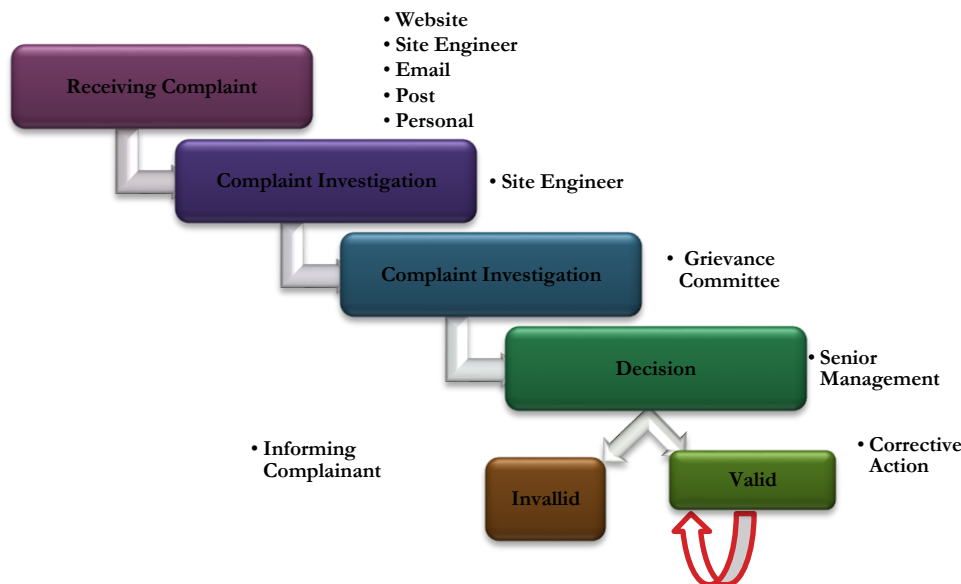 • Website
• Site Engineer
• Email
• Post
• Personal
Receiving Complaint
Complaint Investigation
• Site Engineer
Complaint Investigation
• Grievance
Committee
Decision
• Senior
Management
• Informing
Complainant
Invallid
Valid
• Corrective
Action